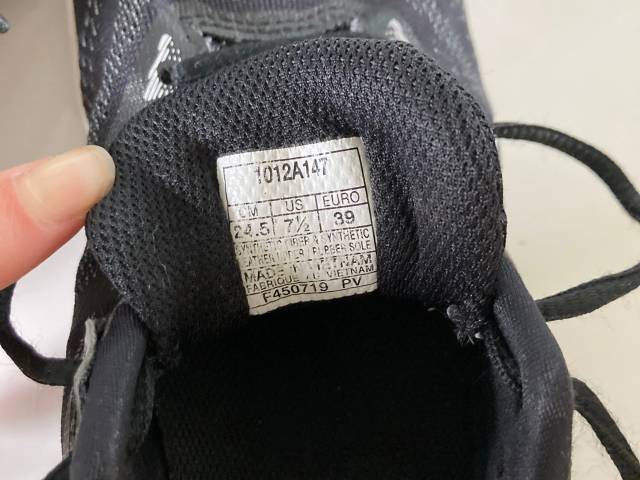 1012A147
CM US EURO
24.5 7½ 39
SYNTHETIC FIBER & SYNTHETIC
LEATHER UPPER RUBBER SOLE
MADE IN VIETNAM
FABRIQUE AU VIETNAM
F450719 PV